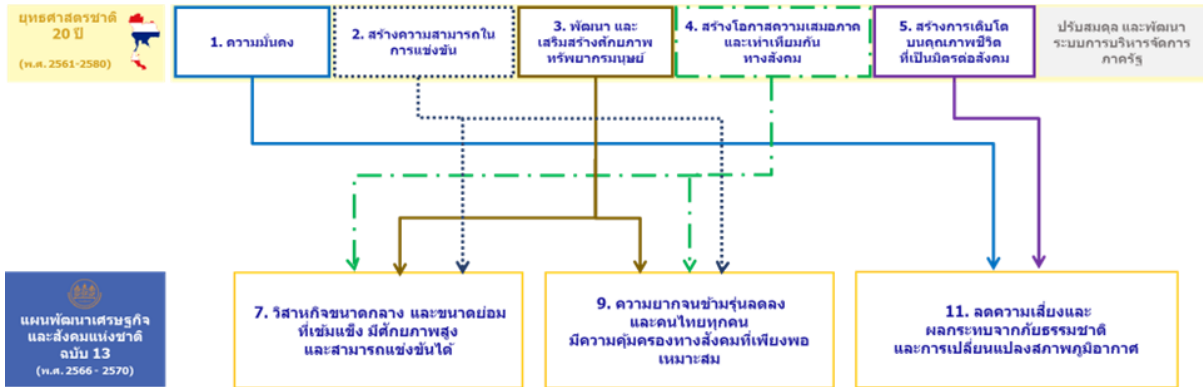 ยุทธศาสตรชาติ
20 ปี
(พ.ศ. 2561-2580)
1. ความมั่นคง
2. สร้างความสามารถใน
การแข่งขัน
3. พัฒนา และ
เสริมสร้างศักยภาพ
ทรัพยากรมนุษย์
4. สร้างโอกาสความเสมอภาค
และเท่าเทียมกัน
ทางสังคม
5. สร้างการเติบโต
บนคุณภาพชีวิต
ที่เป็นมิตรต่อสังคม
ปรับสมดุล และพัฒนา
ระบบการบริหารจัดการ
ภาครัฐ
แผนพัฒนาเศรษฐกิจ
และสังคมแห่งชาติ
ฉบับ 13
(พ.ศ. 2566 - 2570)
7. วิสาหกิจขนาดกลาง และขนาดย่อม
ที่เข้มแข็ง มีศักยภาพสูง
และสามารถแข่งขันได้
9. ความยากจนข้ามรุ่นลดลง
และคนไทยทุกคน
มีความคุ้มครองทางสังคมที่เพียงพอ
เหมาะสม
11. ลดความเสี่ยงและ
ผลกระทบจากภัยธรรมชาติ
และการเปลี่ยนแปลงสภาพภูมิอากาศ